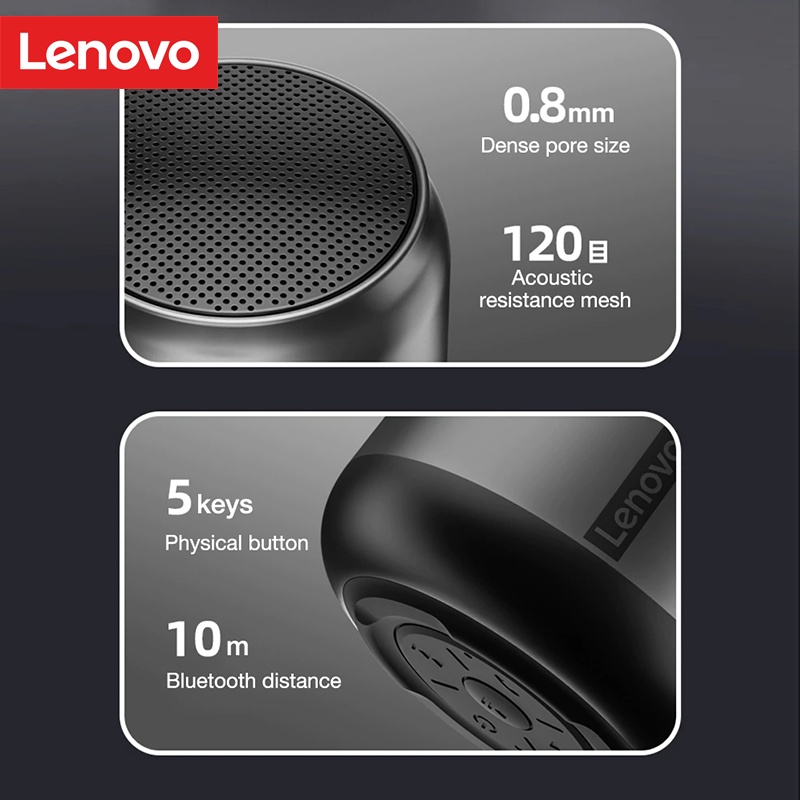 Lenovo
0.8mm
Dense pore size
120目
Acoustic
resistance mesh
5 keys
Physical button
10 m
Bluetooth distance
Lenovo